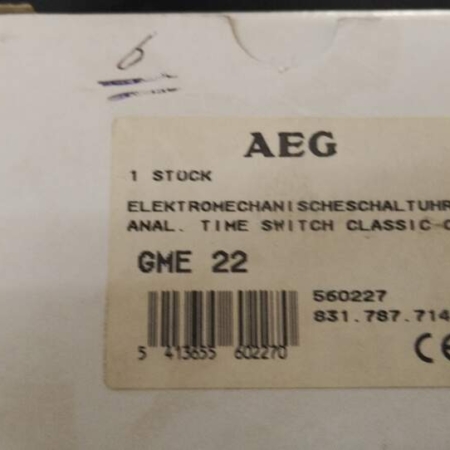 6
AEG
1 STÜCK
ELEKTROMECHANISCHESCHALTUHR
ANAL. TIME SWITCH CLASSIC
GME 22
560227
831.787.714
5 413655 602270
CE